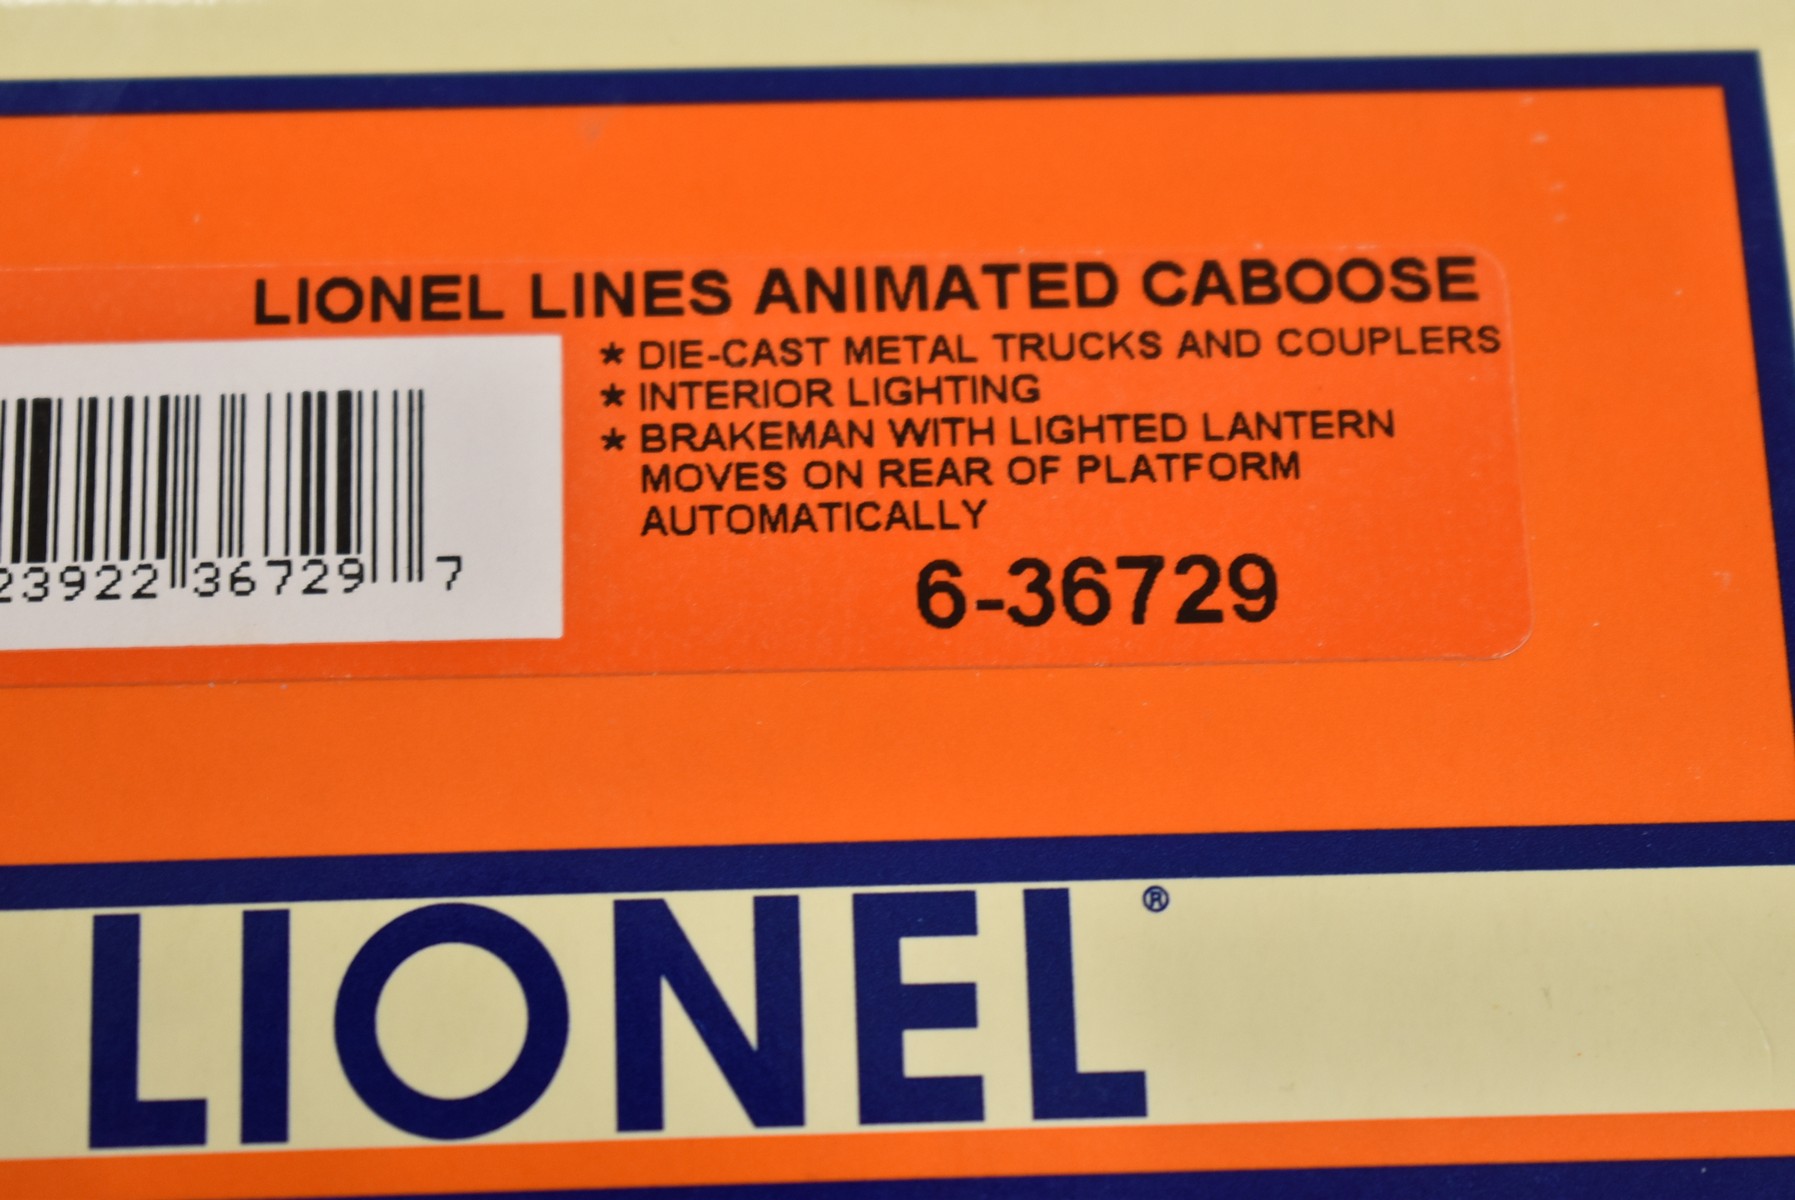 LIONEL LINES ANIMATED CABOOSE
★ DIE-CAST METAL TRUCKS AND COUPLERS
★ INTERIOR LIGHTING
★ BRAKEMAN WITH LIGHTED LANTERN
MOVES ON REAR OF PLATFORM
AUTOMATICALLY
23922 36729 7
6-36729
LIONEL®